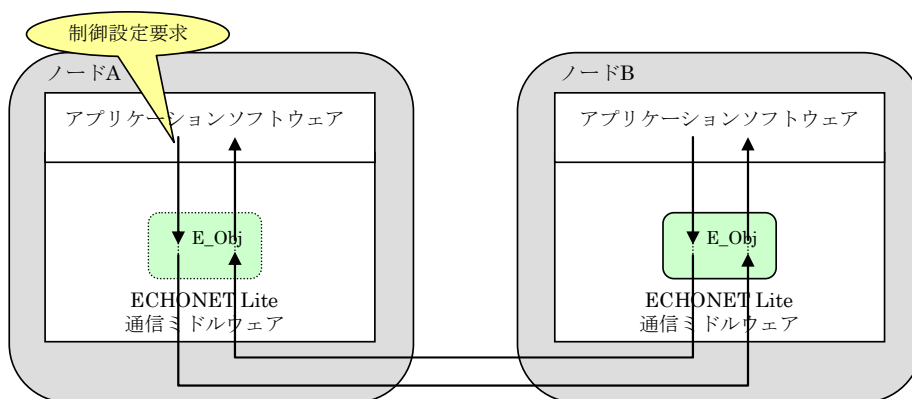 制御設定要求
ノードA
アプリケーションソフトウェア
E_Obj
ECHONET Lite
通信ミドルウェア
ノードB
アプリケーションソフトウェア
E_Obj
ECHONET Lite
通信ミドルウェア